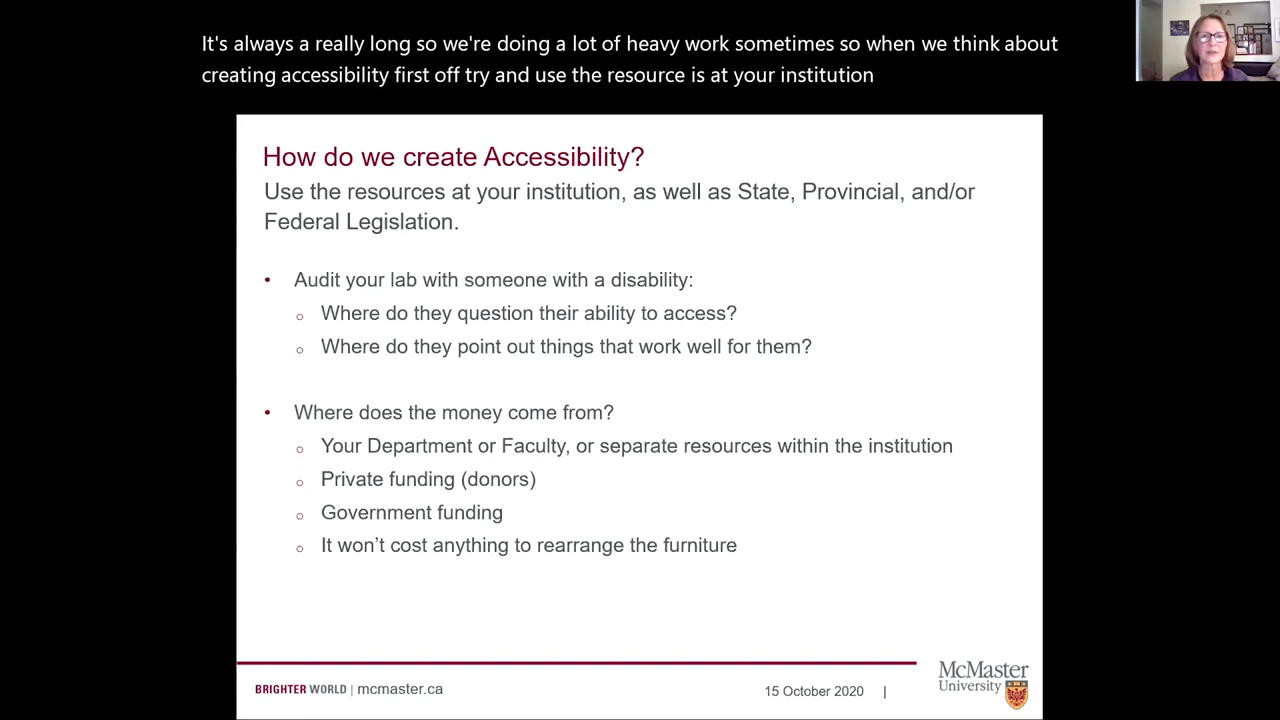 It's always a really long so we're doing a lot of heavy work sometimes so when we think about
creating accessibility first off try and use the resource is at your institution
How do we create Accessibility?
Use the resources at your institution, as well as State, Provincial, and/or
Federal Legislation.
• Audit your lab with someone with a disability:
○ Where do they question their ability to access?
○ Where do they point out things that work well for them?
• Where does the money come from?
○ Your Department or Faculty, or separate resources within the institution
○ Private funding (donors)
○ Government funding
○ It won’t cost anything to rearrange the furniture
BRIGHTER WORLD | mcmaster.ca
15 October 2020 |
McMaster
University